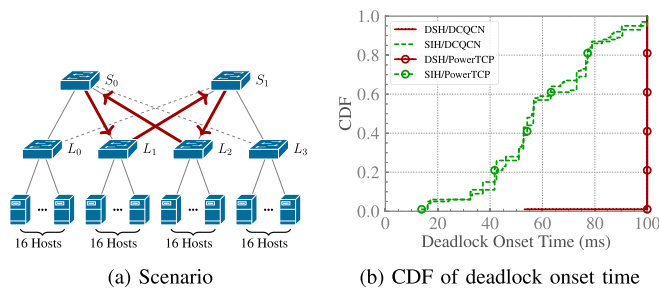 S0
S1
L0
L1
L2
L3
... ... ... ...
16 Hosts 16 Hosts 16 Hosts 16 Hosts
(a) Scenario
1.0
0.8
0.6
0.4
0.2
0.0
CDF
DSH/DCQCN
SIH/DCQCN
DSH/PowerTCP
SIH/PowerTCP
0 20 40 60 80 100
Deadlock Onset Time (ms)
(b) CDF of deadlock onset time